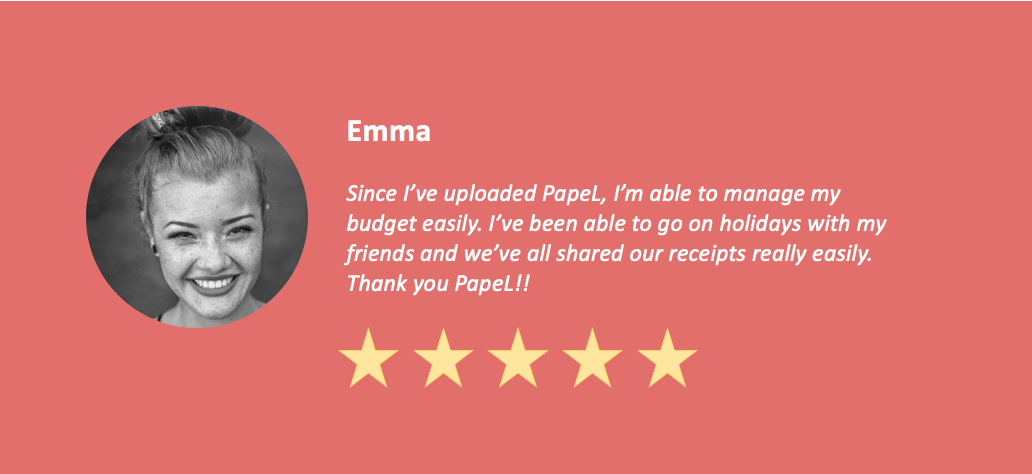 Emma
Since I’ve uploaded PapeL, I’m able to manage my
budget easily. I’ve been able to go on holidays with my
friends and we’ve all shared our receipts really easily.
Thank you PapeL!!